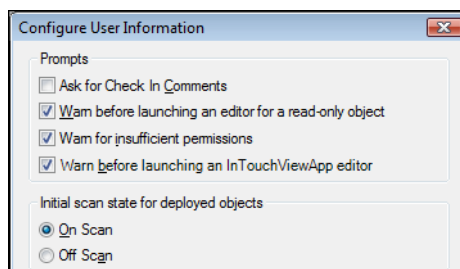 Configure User Information
Prompts
Ask for Check In Comments
Warn before launching an editor for a read-only object
Warn for insufficient permissions
Warn before launching an InTouchViewApp editor
Initial scan state for deployed objects
On Scan
Off Scan